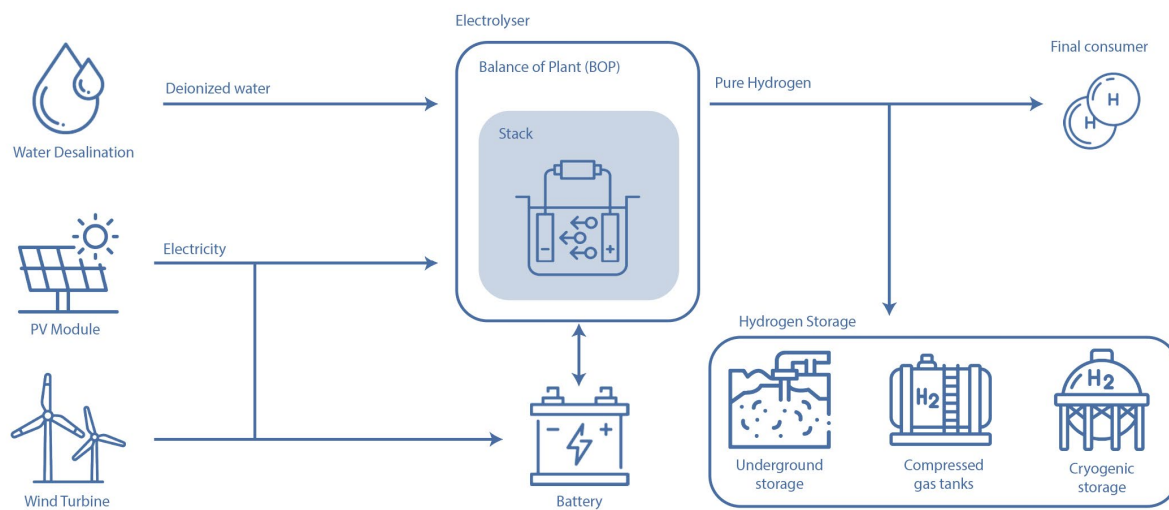 Electrolyser
Final consumer
Balance of Plant (BOP)
Deionized water
Pure Hydrogen
H
H
Stack
Water Desalination
- +
Electricity
PV Module
Hydrogen Storage
H2
H2
- +
Underground
storage
Compressed
gas tanks
Cryogenic
storage
Wind Turbine
Battery